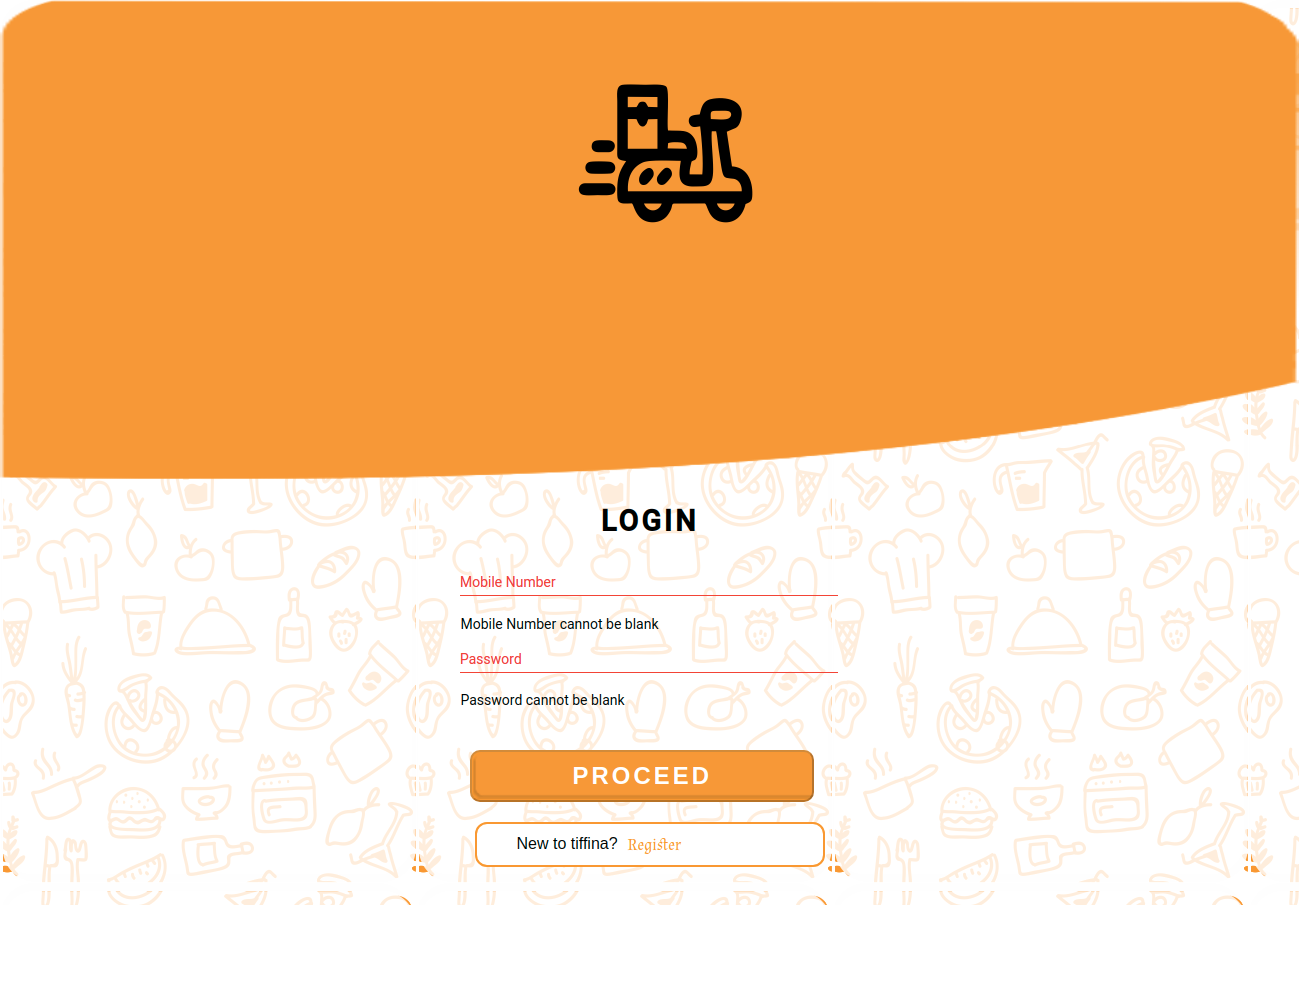 LOGIN
Mobile Number
Mobile Number cannot be blank
Password
Password cannot be blank
PROCEED
New to tiffina? Register